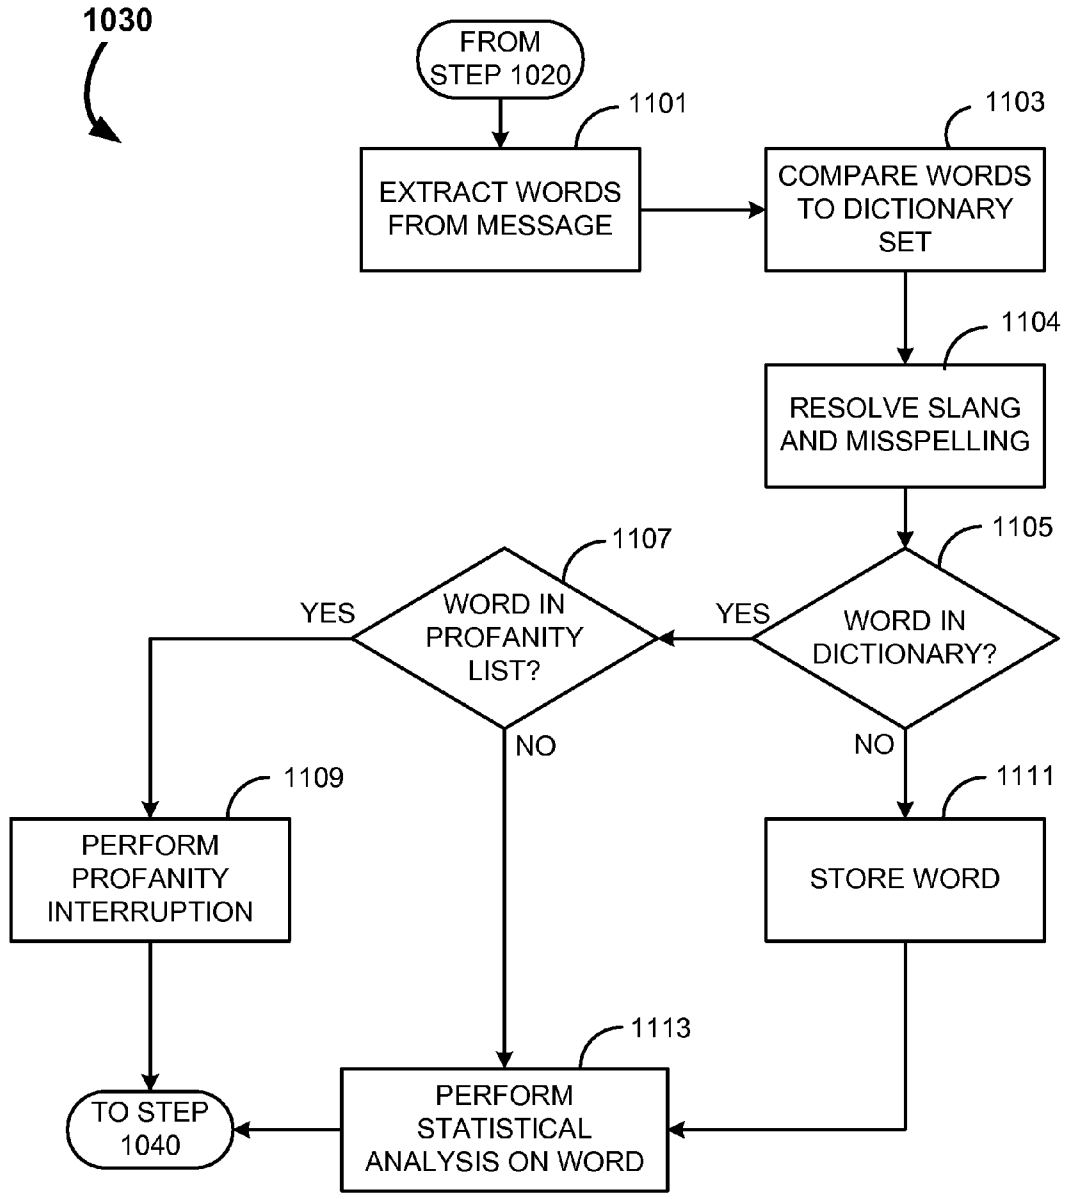 1030
FROM
STEP 1020
1101
EXTRACT WORDS
FROM MESSAGE
1103
COMPARE WORDS
TO DICTIONARY
SET
1104
RESOLVE SLANG
AND MISSPELLING
1105
WORD IN
DICTIONARY?
YES
NO
1107
WORD IN
PROFANITY
LIST?
YES
NO
1109
PERFORM
PROFANITY
INTERRUPTION
1111
STORE WORD
1113
PERFORM
STATISTICAL
ANALYSIS ON WORD
TO STEP
1040